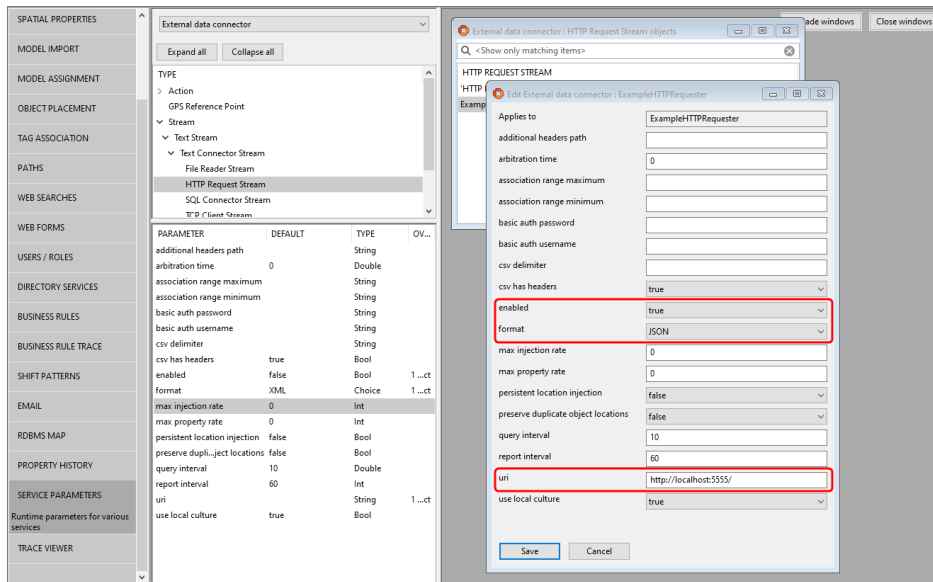 SPATIAL PROPERTIES
MODEL IMPORT
MODEL ASSIGNMENT
OBJECT PLACEMENT
TAG ASSOCIATION
PATHS
WEB SEARCHES
WEB FORMS
USERS / ROLES
DIRECTORY SERVICES
BUSINESS RULES
BUSINESS RULE TRACE
SHIFT PATTERNS
EMAIL
RDBMS MAP
PROPERTY HISTORY
SERVICE PARAMETERS
Runtime parameters for various
services
TRACE VIEWER
External data connector
Expand all Collapse all
TYPE
Action
GPS Reference Point
Stream
Text Stream
Text Connector Stream
File Reader Stream
HTTP Request Stream
SQL Connector Stream
TCP Client Stream
PARAMETER DEFAULT TYPE OV...
additional headers path String
arbitration time 0 Double
association range maximum String
association range minimum String
basic auth password String
basic auth username String
csv delimiter String
csv has headers true Bool
enabled false Bool 1 ...ct
format XML Choice 1 ...ct
max injection rate 0 Int
max property rate 0 Int
persistent location injection false Bool
preserve dupli...ject locations false Bool
query interval 10 Double
report interval 60 Int
uri String 1 ...ct
use local culture true Bool
ade windows Close windows
External data connector : HTTP Request Stream objects
<Show only matching items>
HTTP REQUEST STREAM
'HTTP
Examp
Edit External data connector : ExampleHTTPRequester
Applies to ExampleHTTPRequester
additional headers path
arbitration time 0
association range maximum
association range minimum
basic auth password
basic auth username
csv delimiter
csv has headers true
enabled true
format JSON
max injection rate 0
max property rate 0
persistent location injection false
preserve duplicate object locations false
query interval 10
report interval 60
uri http://localhost:5555/
use local culture true
Save Cancel